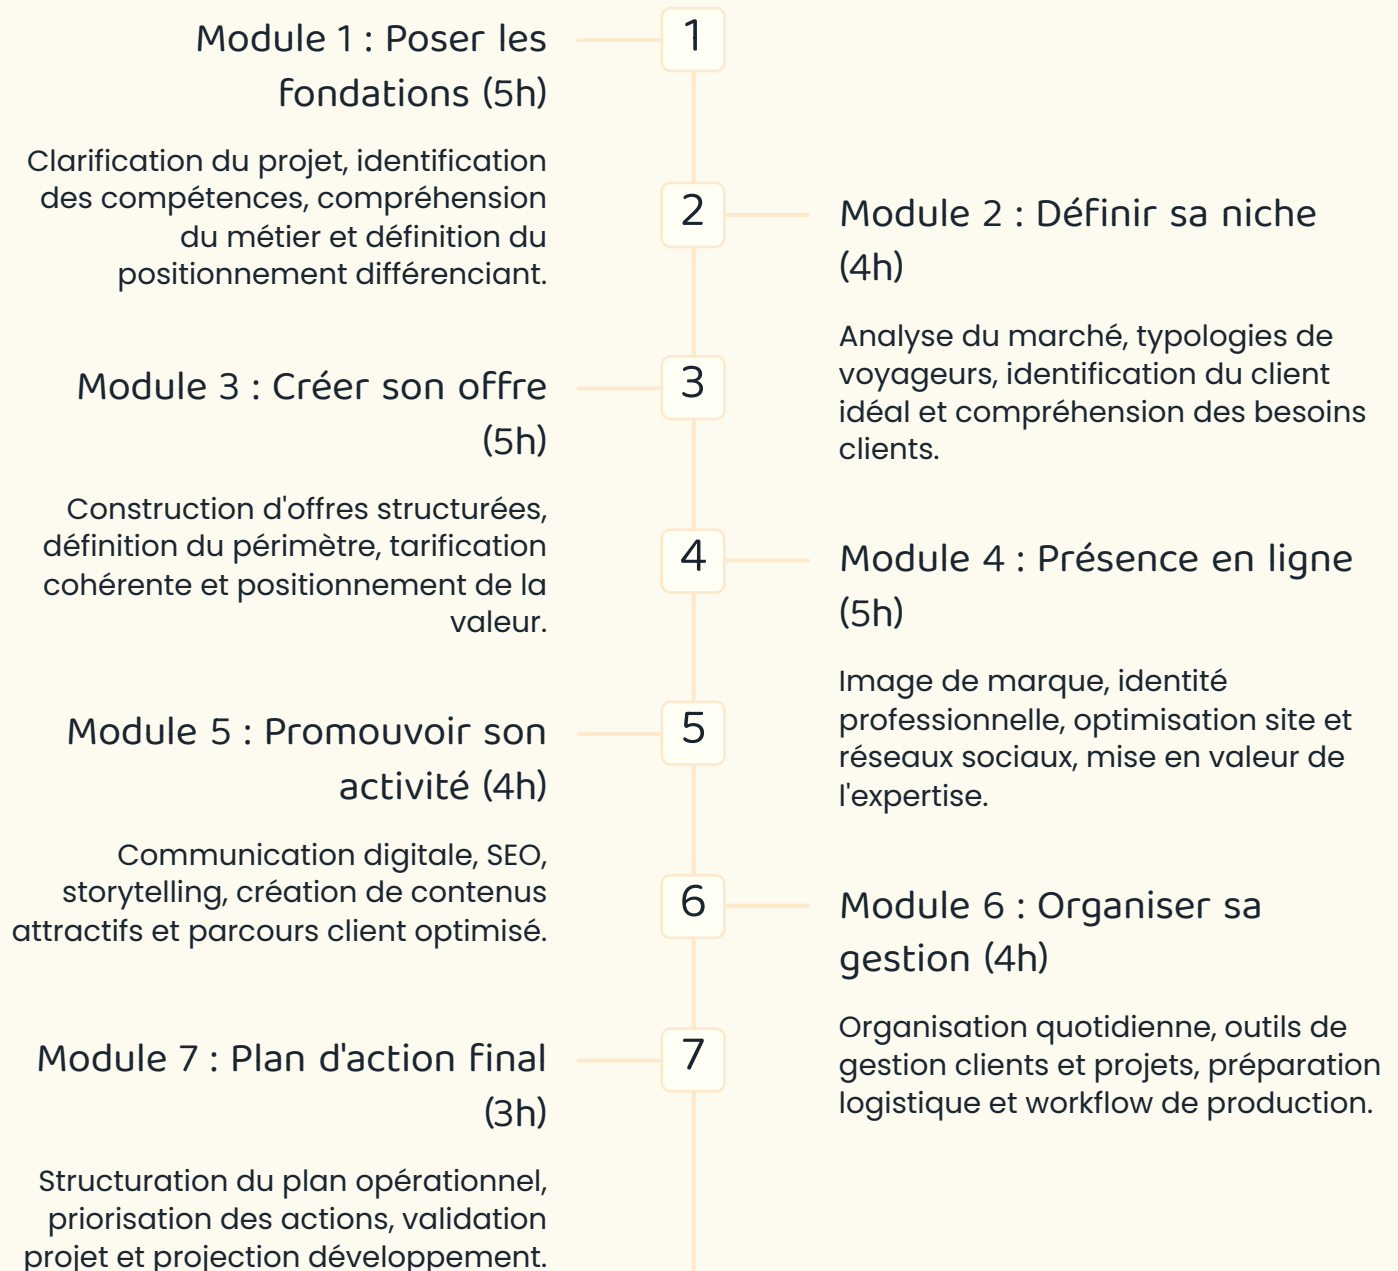 1
Module 1 : Poser les
fondations (5h)
Clarification du projet, identification
des compétences, compréhension
du métier et définition du
positionnement différenciant.
2
Module 2 : Définir sa niche
(4h)
Analyse du marché, typologies de
voyageurs, identification du client
idéal et compréhension des besoins
clients.
3
Module 3 : Créer son offre
(5h)
Construction d'offres structurées,
définition du périmètre, tarification
cohérente et positionnement de la
valeur.
4
Module 4 : Présence en ligne
(5h)
Image de marque, identité
professionnelle, optimisation site et
réseaux sociaux, mise en valeur de
l'expertise.
5
Module 5 : Promouvoir son
activité (4h)
Communication digitale, SEO,
storytelling, création de contenus
attractifs et parcours client optimisé.
6
Module 6 : Organiser sa
gestion (4h)
Organisation quotidienne, outils de
gestion clients et projets, préparation
logistique et workflow de production.
7
Module 7 : Plan d'action final
(3h)
Structuration du plan opérationnel,
priorisation des actions, validation
projet et projection développement.